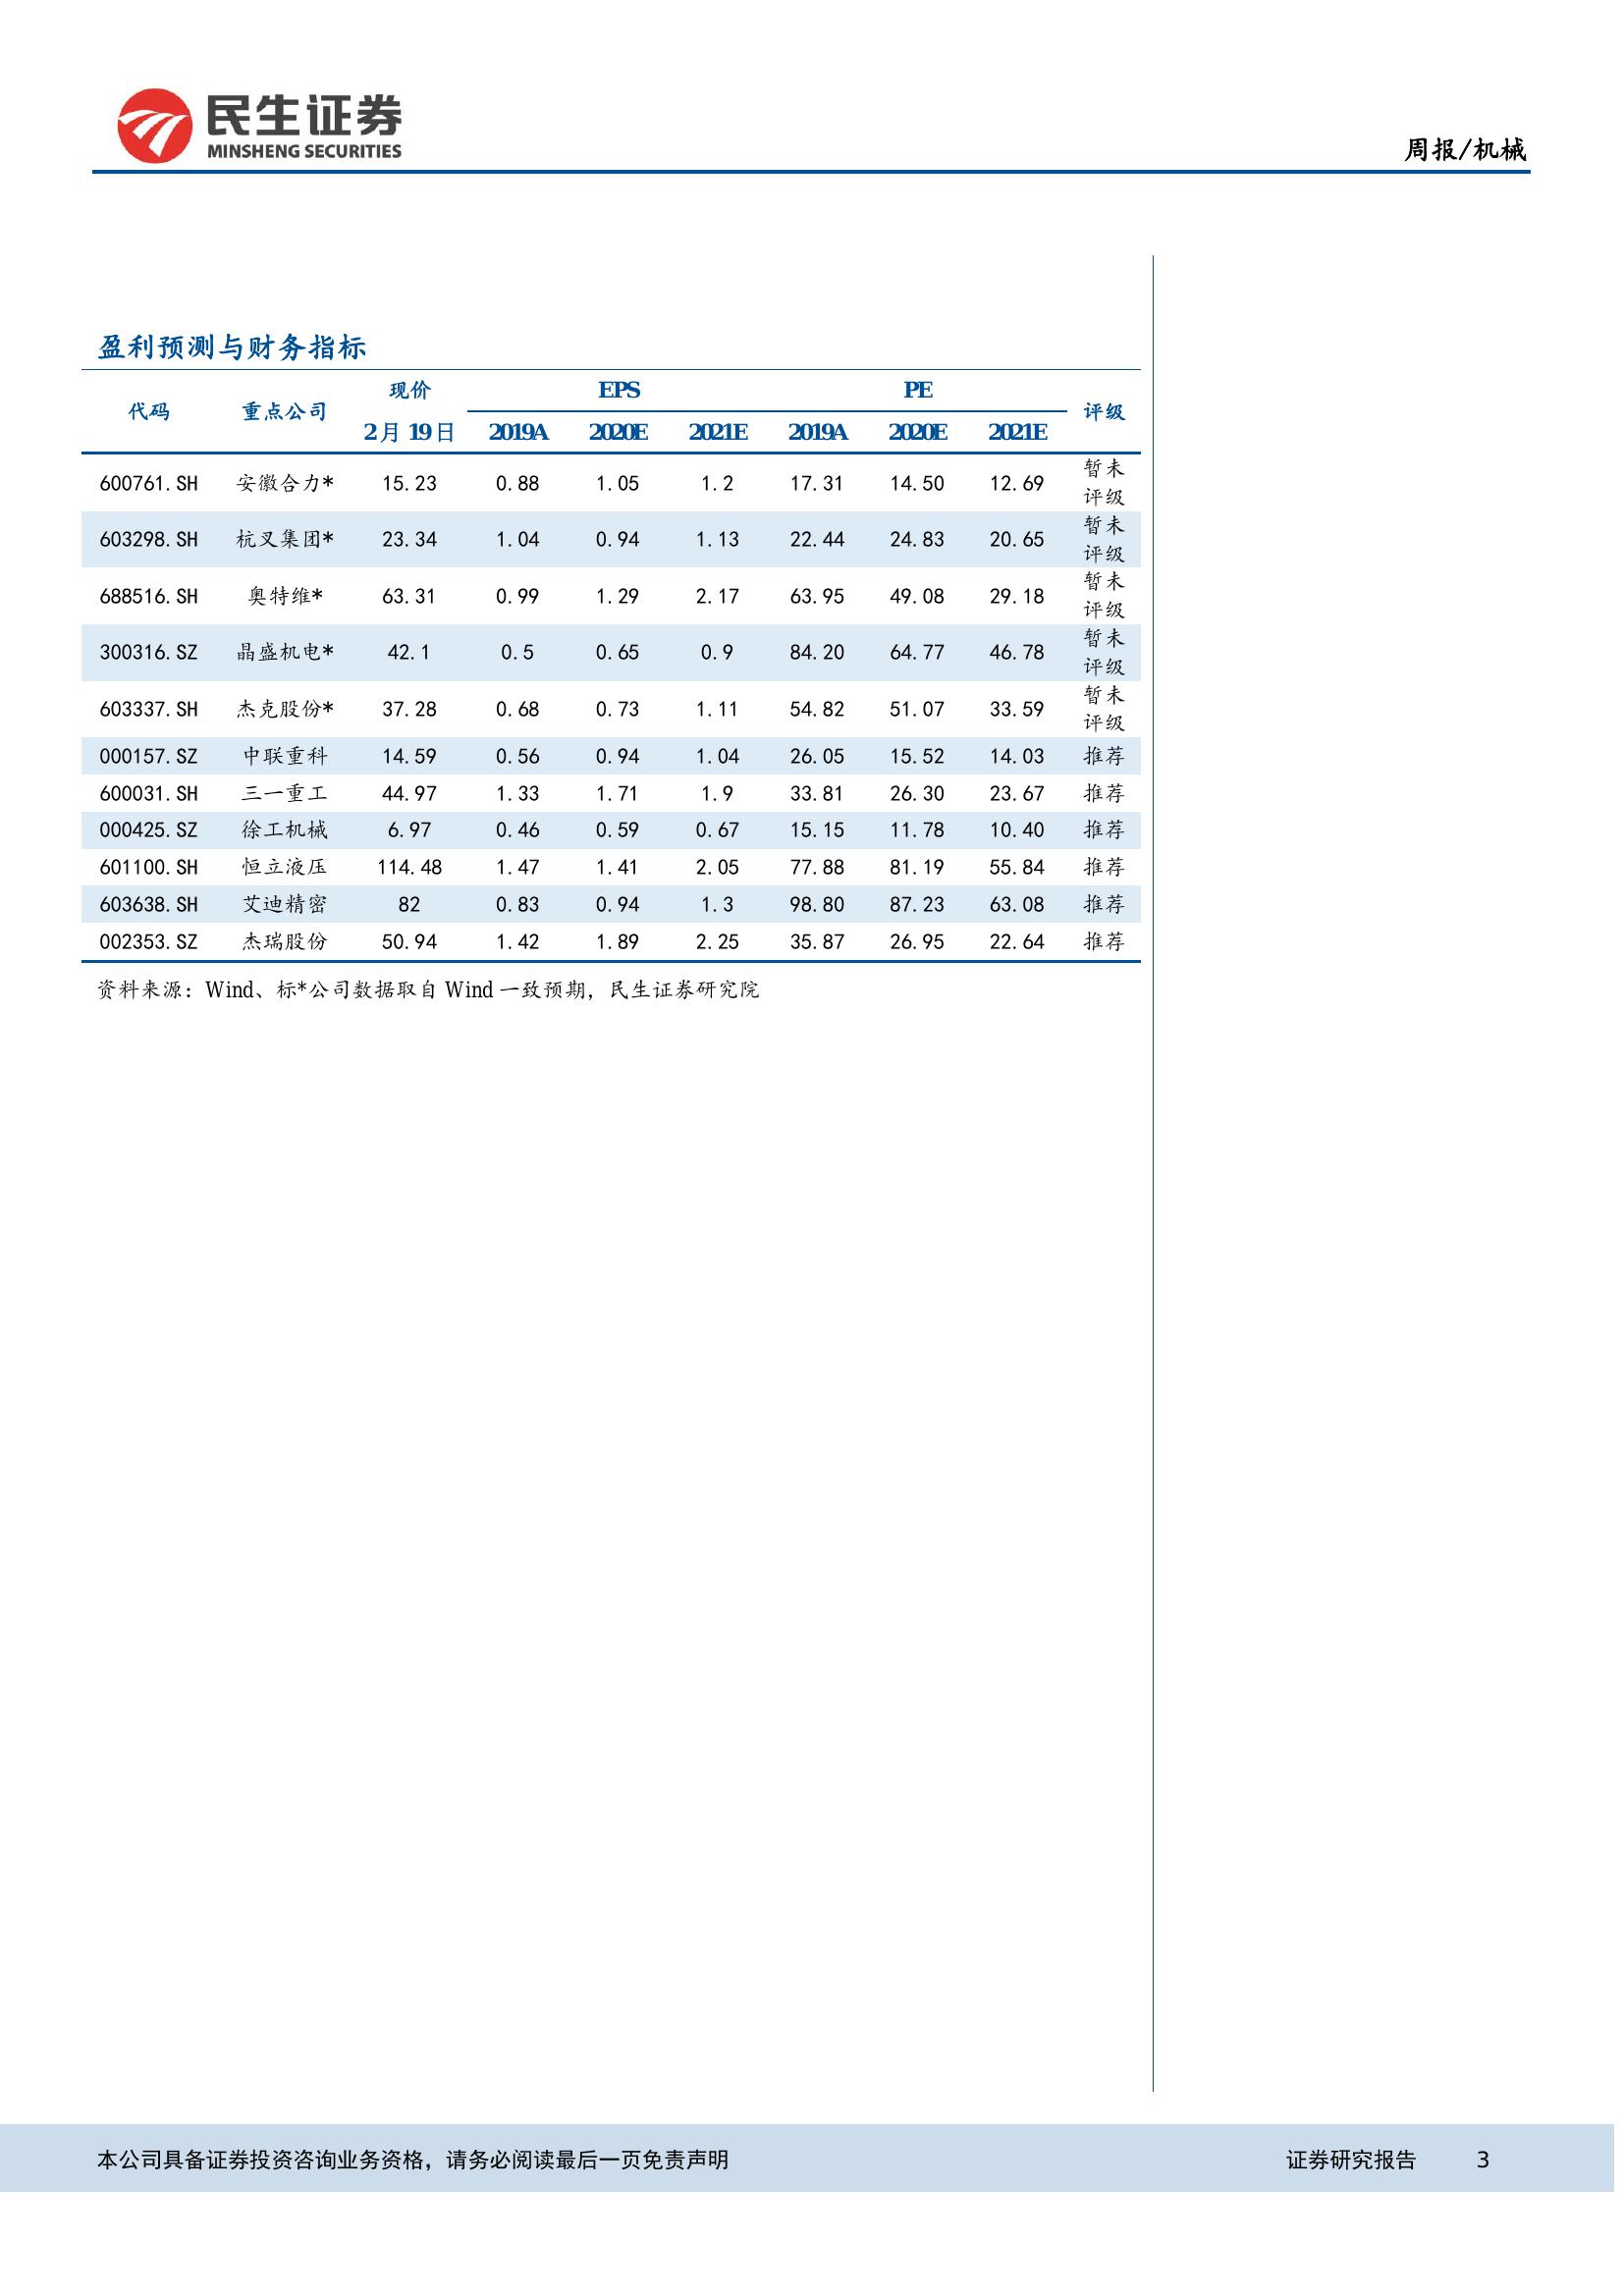 民生证券
MINSHENG SECURITIES
周报/机械
盈利预测与财务指标
代码 重点公司 现价 EPS PE 评级
2月19日 2019A 2020E 2021E 2019A 2020E 2021E
600761.SH 安徽合力* 15.23 0.88 1.05 1.2 17.31 14.50 12.69 暂未评级
603298.SH 杭叉集团* 23.34 1.04 0.94 1.13 22.44 24.83 20.65 暂未评级
688516.SH 奥特维* 63.31 0.99 1.29 2.17 63.95 49.08 29.18 暂未评级
300316.SZ 晶盛机电* 42.1 0.5 0.65 0.9 84.20 64.77 46.78 暂未评级
603337.SH 杰克股份* 37.28 0.68 0.73 1.11 54.82 51.07 33.59 暂未评级
000157.SZ 中联重科 14.59 0.56 0.94 1.04 26.05 15.52 14.03 推荐
600031.SH 三一重工 44.97 1.33 1.71 1.9 33.81 26.30 23.67 推荐
000425.SZ 徐工机械 6.97 0.46 0.59 0.67 15.15 11.78 10.40 推荐
601100.SH 恒立液压 114.48 1.47 1.41 2.05 77.88 81.19 55.84 推荐
603638.SH 艾迪精密 82 0.83 0.94 1.3 98.80 87.23 63.08 推荐
002353.SZ 杰瑞股份 50.94 1.42 1.89 2.25 35.87 26.95 22.64 推荐
资料来源：Wind、标*公司数据取自 Wind 一致预期，民生证券研究院
本公司具备证券投资咨询业务资格，请务必阅读最后一页免责声明 证券研究报告 3